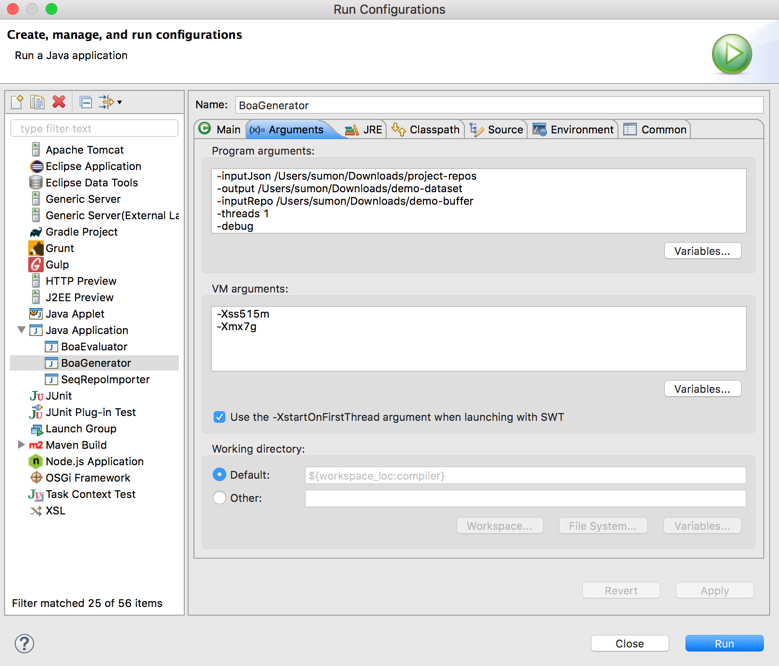 Run Configurations
Create, manage, and run configurations
Run a Java application
type filter text
Apache Tomcat
Eclipse Application
Eclipse Data Tools
Generic Server
Generic Server(External La
Gradle Project
Grunt
Gulp
HTTP Preview
J2EE Preview
Java Applet
Java Application
BoaEvaluator
BoaGenerator
SeqRepoImporter
JUnit
JUnit Plug-in Test
Launch Group
Maven Build
Node.js Application
OSGi Framework
Task Context Test
XSL
Filter matched 25 of 56 items
Name: BoaGenerator
Main (x)= Arguments JRE Classpath Source Environment Common
Program arguments:
-inputJson /Users/sumon/Downloads/project-repos
-output /Users/sumon/Downloads/demo-dataset
-inputRepo /Users/sumon/Downloads/demo-buffer
-threads 1
-debug
Variables...
VM arguments:
-Xss515m
-Xmx7g
Variables...
Use the -XstartOnFirstThread argument when launching with SWT
Working directory:
Default: ${workspace_loc:compiler}
Other:
Workspace... File System... Variables...
Revert Apply
? Close Run